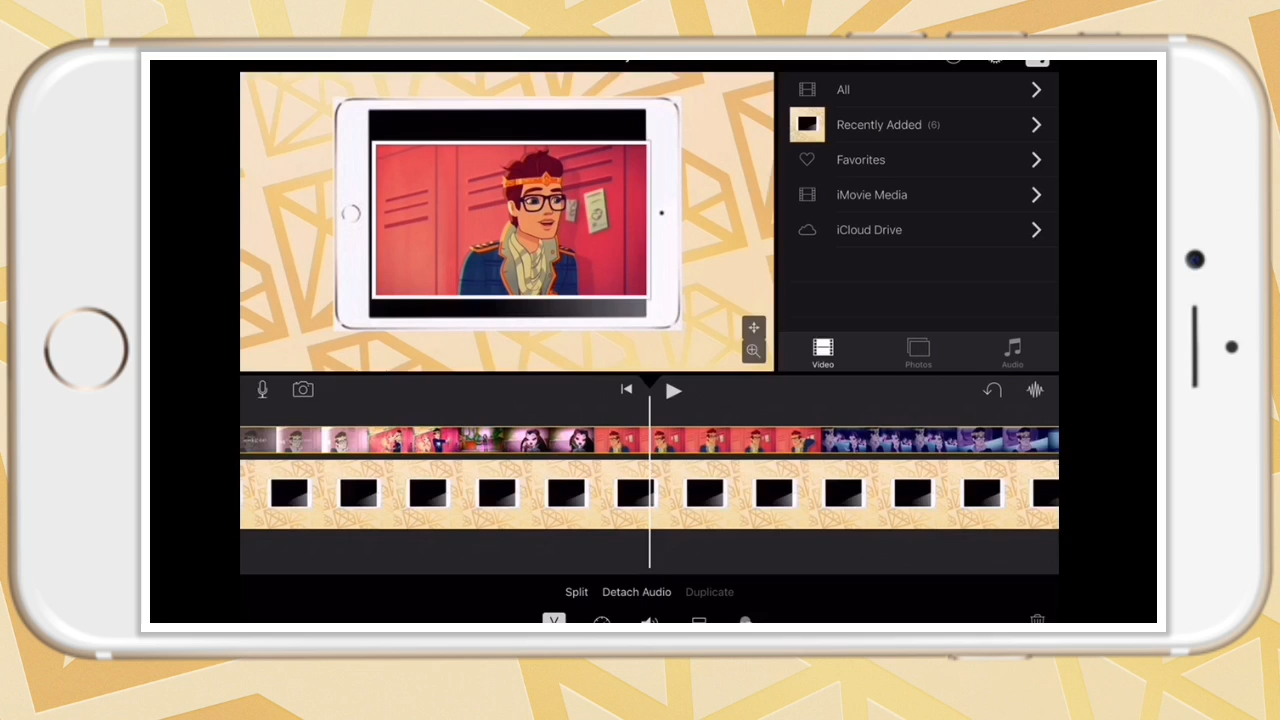 All
Recently Added (6)
Favorites
iMovie Media
iCloud Drive
Video
Photos
Audio
Split
Detach Audio
Duplicate